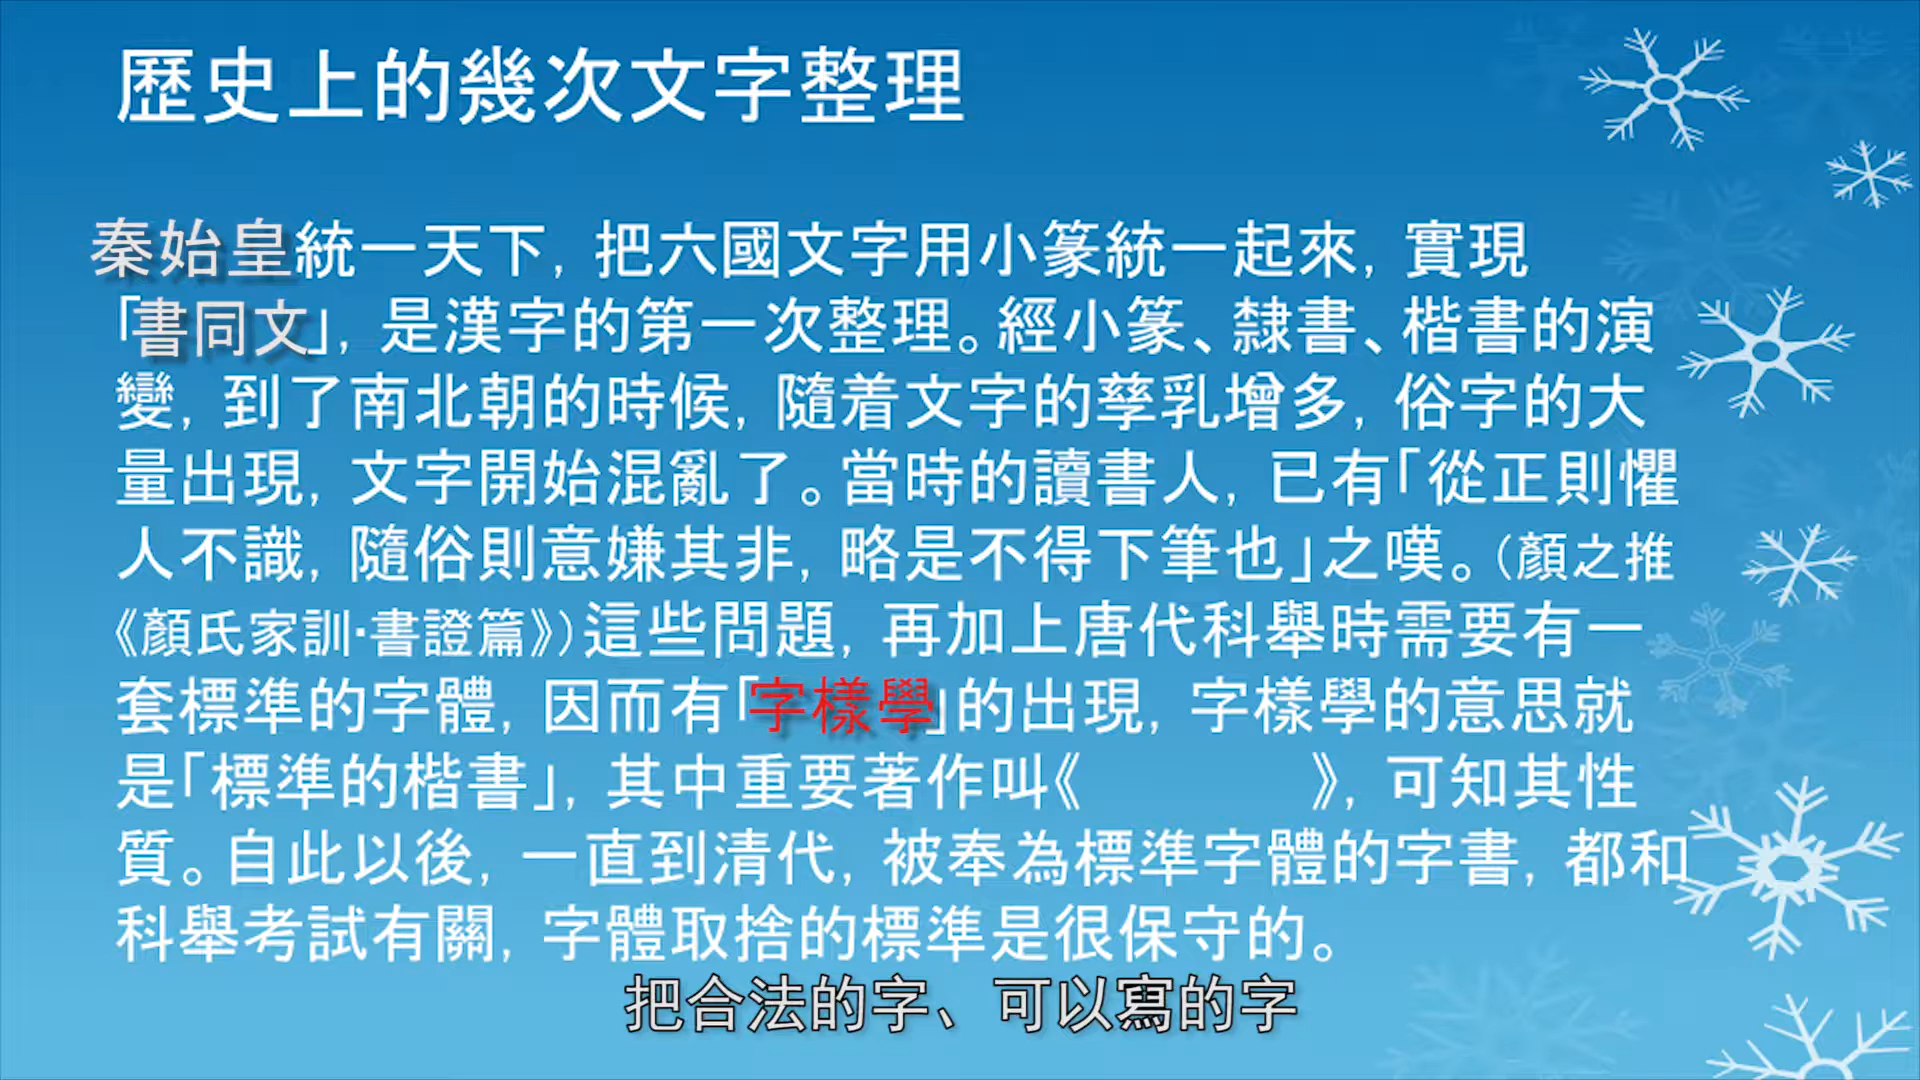 歷史上的幾次文字整理
秦始皇統一天下，把六國文字用小篆統一起來，實現
「書同文」，是漢字的第一次整理。經小篆、隸書、楷書的演
變，到了南北朝的時候，隨着文字的孳乳增多，俗字的大
量出現，文字開始混亂了。當時的讀書人，已有「從正則懼
人不識，隨俗則意嫌其非，略是不得下筆也」之嘆。（顏之推
《顏氏家訓·書證篇》）這些問題，再加上唐代科舉時需要有一
套標準的字體，因而有「字樣學」的出現，字樣學的意思就
是「標準的楷書」，其中重要著作叫《　　　》，可知其性
質。自此以後，一直到清代，被奉為標準字體的字書，都和
科舉考試有關，字體取捨的標準是很保守的。
把合法的字、可以寫的字